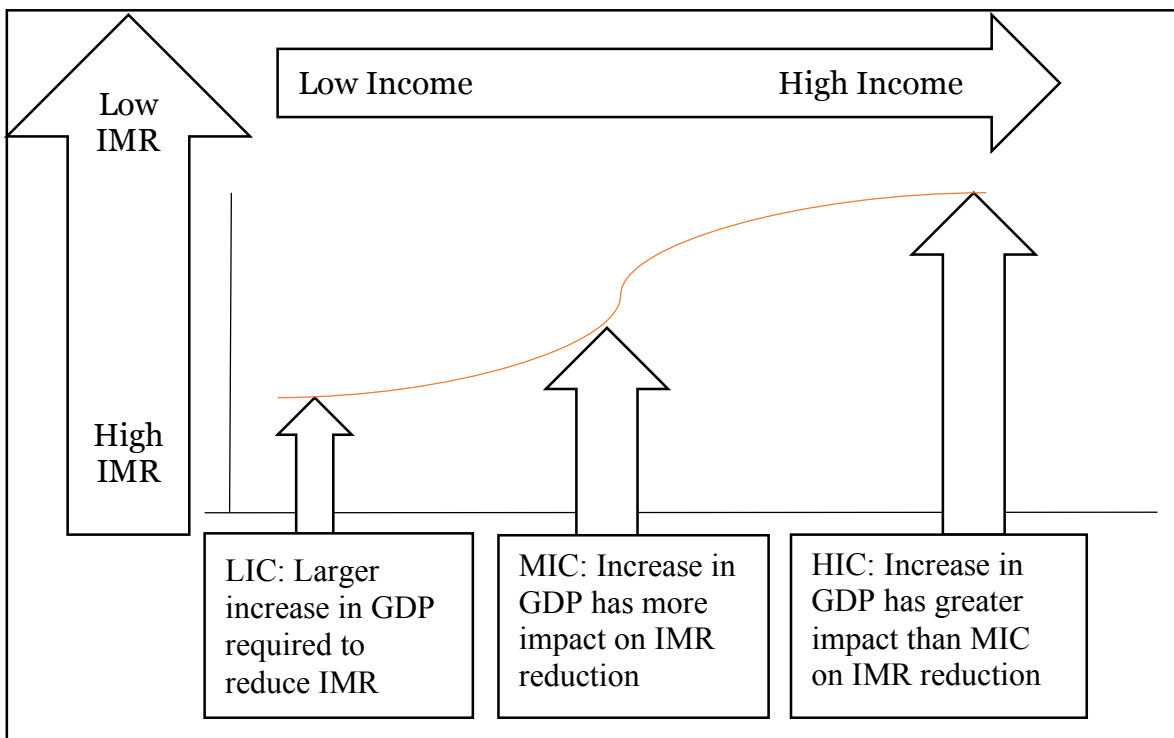 Low Income High Income
Low
IMR
High
IMR
LIC: Larger
increase in GDP
required to
reduce IMR
MIC: Increase in
GDP has more
impact on IMR
reduction
HIC: Increase in
GDP has greater
impact than MIC
on IMR reduction